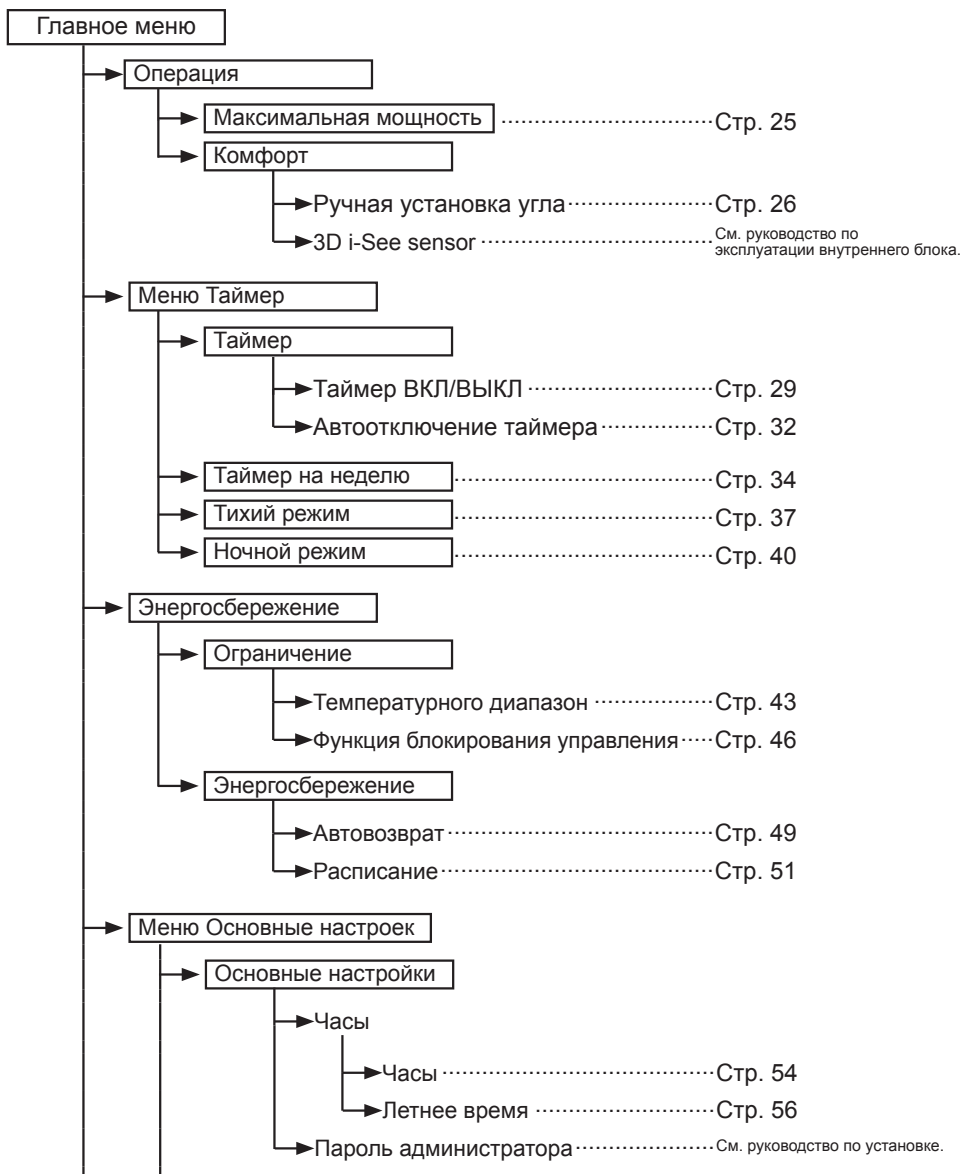 Главное меню
Операция
Максимальная мощность ................................ Стр. 25
Комфорт
Ручная установка угла ........................ Стр. 26
3D i-See sensor ........................ См. руководство по
эксплуатации внутреннего блока.
Меню Таймер
Таймер
Таймер ВКЛ/ВЫКЛ ........................ Стр. 29
Автоотключение таймера ................ Стр. 32
Таймер на неделю ................................ Стр. 34
Тихий режим ................................ Стр. 37
Ночной режим ................................ Стр. 40
Энергосбережение
Ограничение
Температурного диапазон ................ Стр. 43
Функция блокирования управления ..... Стр. 46
Энергосбережение
Автовозврат ................................ Стр. 49
Расписание ................................ Стр. 51
Меню Основные настроек
Основные настройки
Часы
Часы ................................ Стр. 54
Летнее время ........................ Стр. 56
Пароль администратора ................ См. руководство по установке.